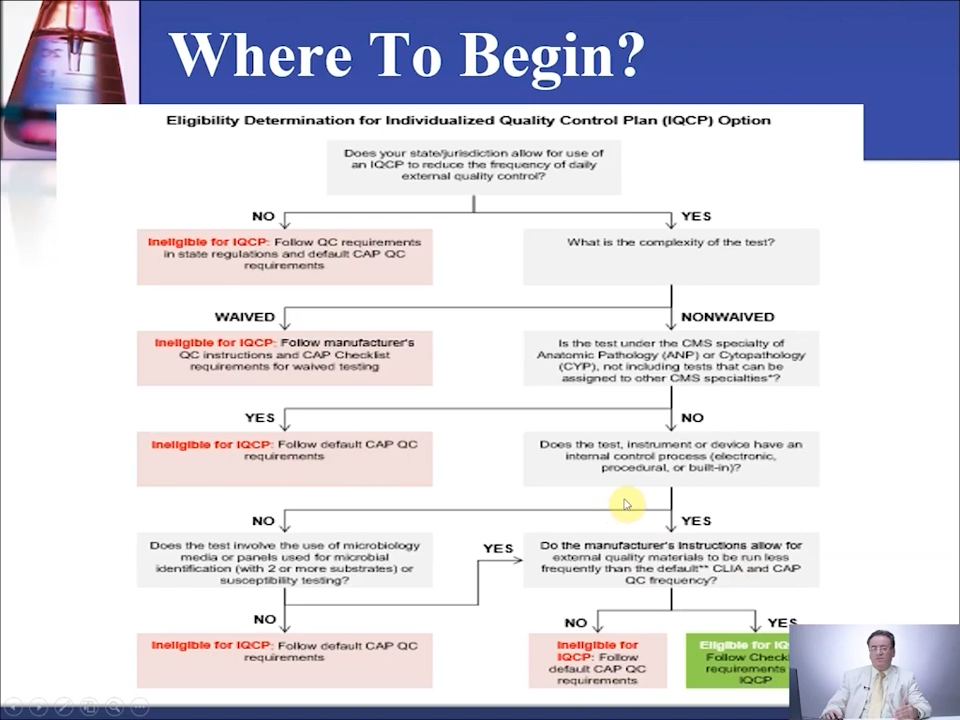 Where To Begin?
Eligibility Determination for Individualized Quality Control Plan (IQCP) Option
Does your state/jurisdiction allow for use of
an IQCP to reduce the frequency of daily
external quality control?
NO
YES
Ineligible for IQCP: Follow QC requirements
in state regulations and default CAP QC
requirements
What is the complexity of the test?
WAIVED
NONWAIVED
Ineligible for IQCP: Follow manufacturer's
QC instructions and CAP Checklist
requirements for waived testing
Is the test under the CMS specialty of
Anatomic Pathology (ANP) or Cytopathology
(CYP), not including tests that can be
assigned to other CMS specialties*?
YES
NO
Ineligible for IQCP: Follow default CAP QC
requirements
Does the test, instrument or device have an
internal control process (electronic,
procedural, or built-in)?
NO
YES
Does the test involve the use of microbiology
media or panels used for microbial
identification (with 2 or more substrates) or
susceptibility testing?
YES
Do the manufacturer's instructions allow for
external quality materials to be run less
frequently than the default** CLIA and CAP
QC frequency?
NO
NO
YES
Ineligible for IQCP: Follow default CAP QC
requirements
Ineligible for
IQCP: Follow
default CAP QC
requirements
Eligible for
Follow
requirements
IQCP